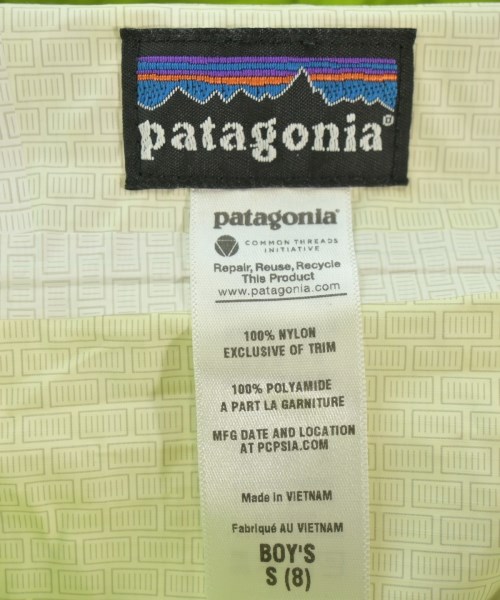 patagonia®
patagonia®
COMMON THREADS
INITIATIVE
Repair, Reuse, Recycle
This Product
www.patagonia.com
100% NYLON
EXCLUSIVE OF TRIM
100% POLYAMIDE
A PART LA GARNITURE
MFG DATE AND LOCATION
AT PCPSIA.COM
Made in VIETNAM
Fabriqué AU VIETNAM
BOY'S
S (8)